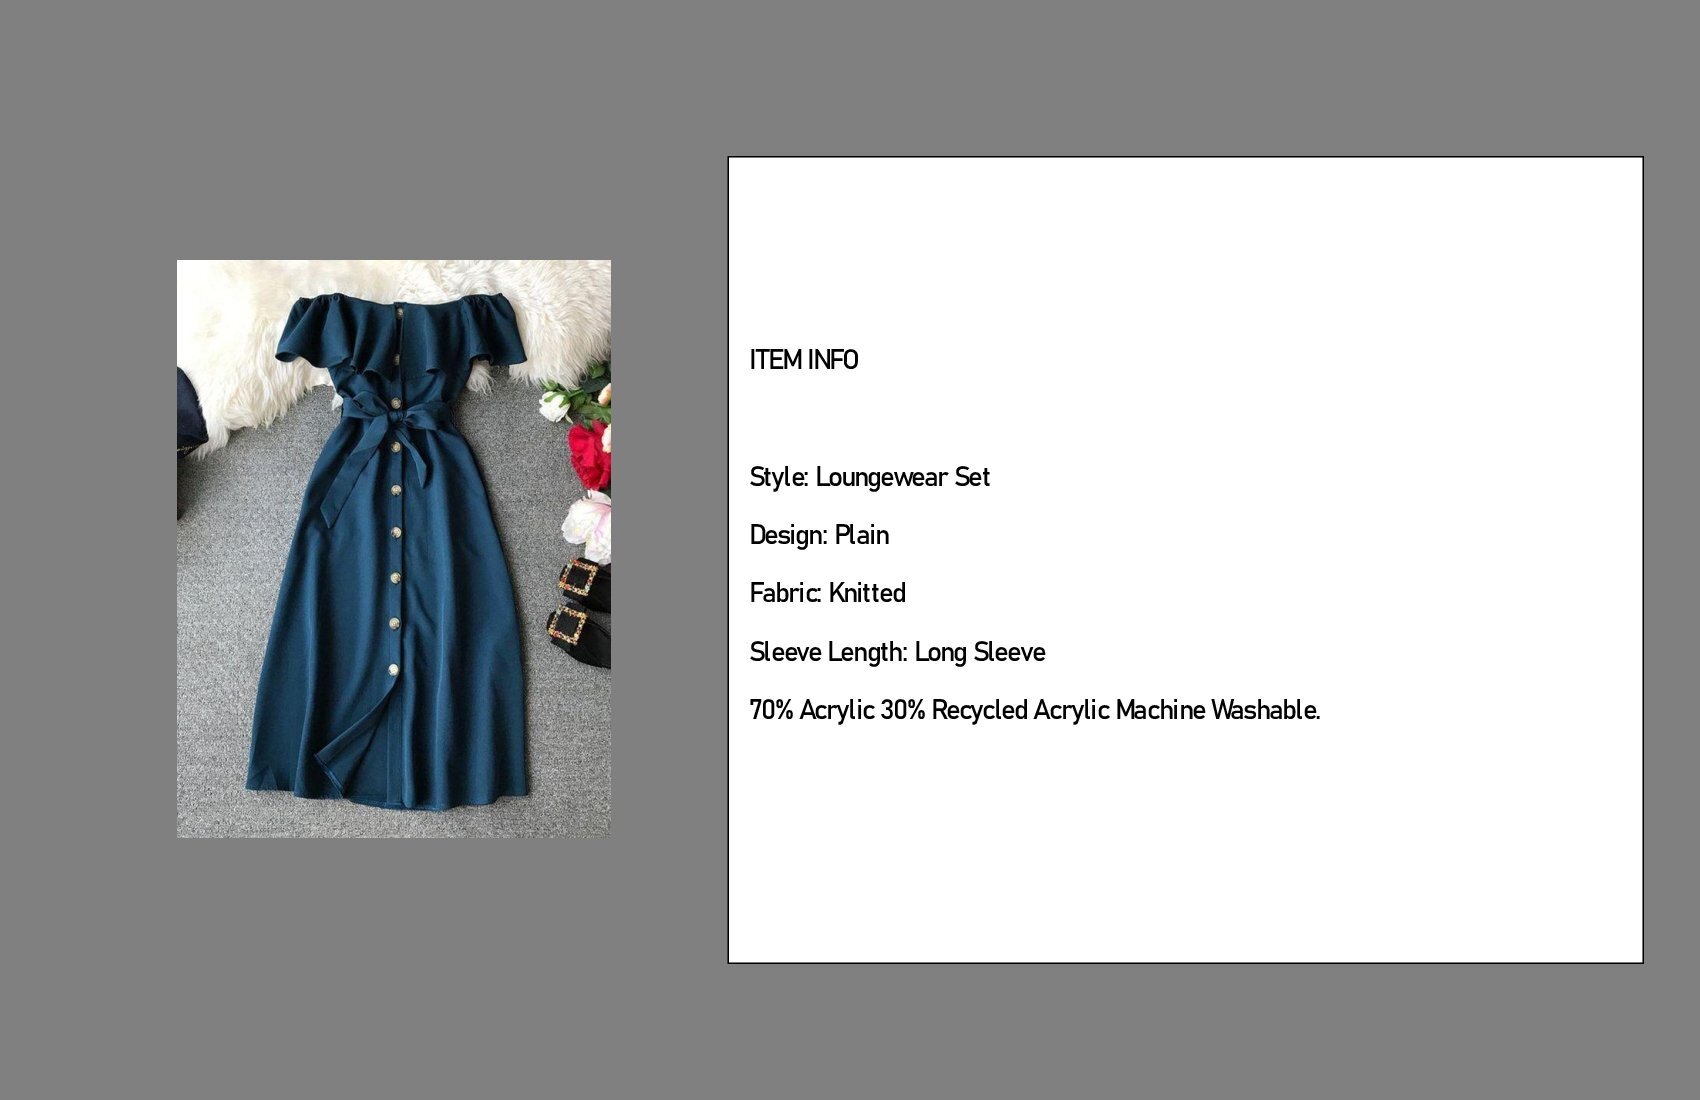 ITEM INFO
Style: Loungewear Set
Design: Plain
Fabric: Knitted
Sleeve Length: Long Sleeve
70% Acrylic 30% Recycled Acrylic Machine Washable.